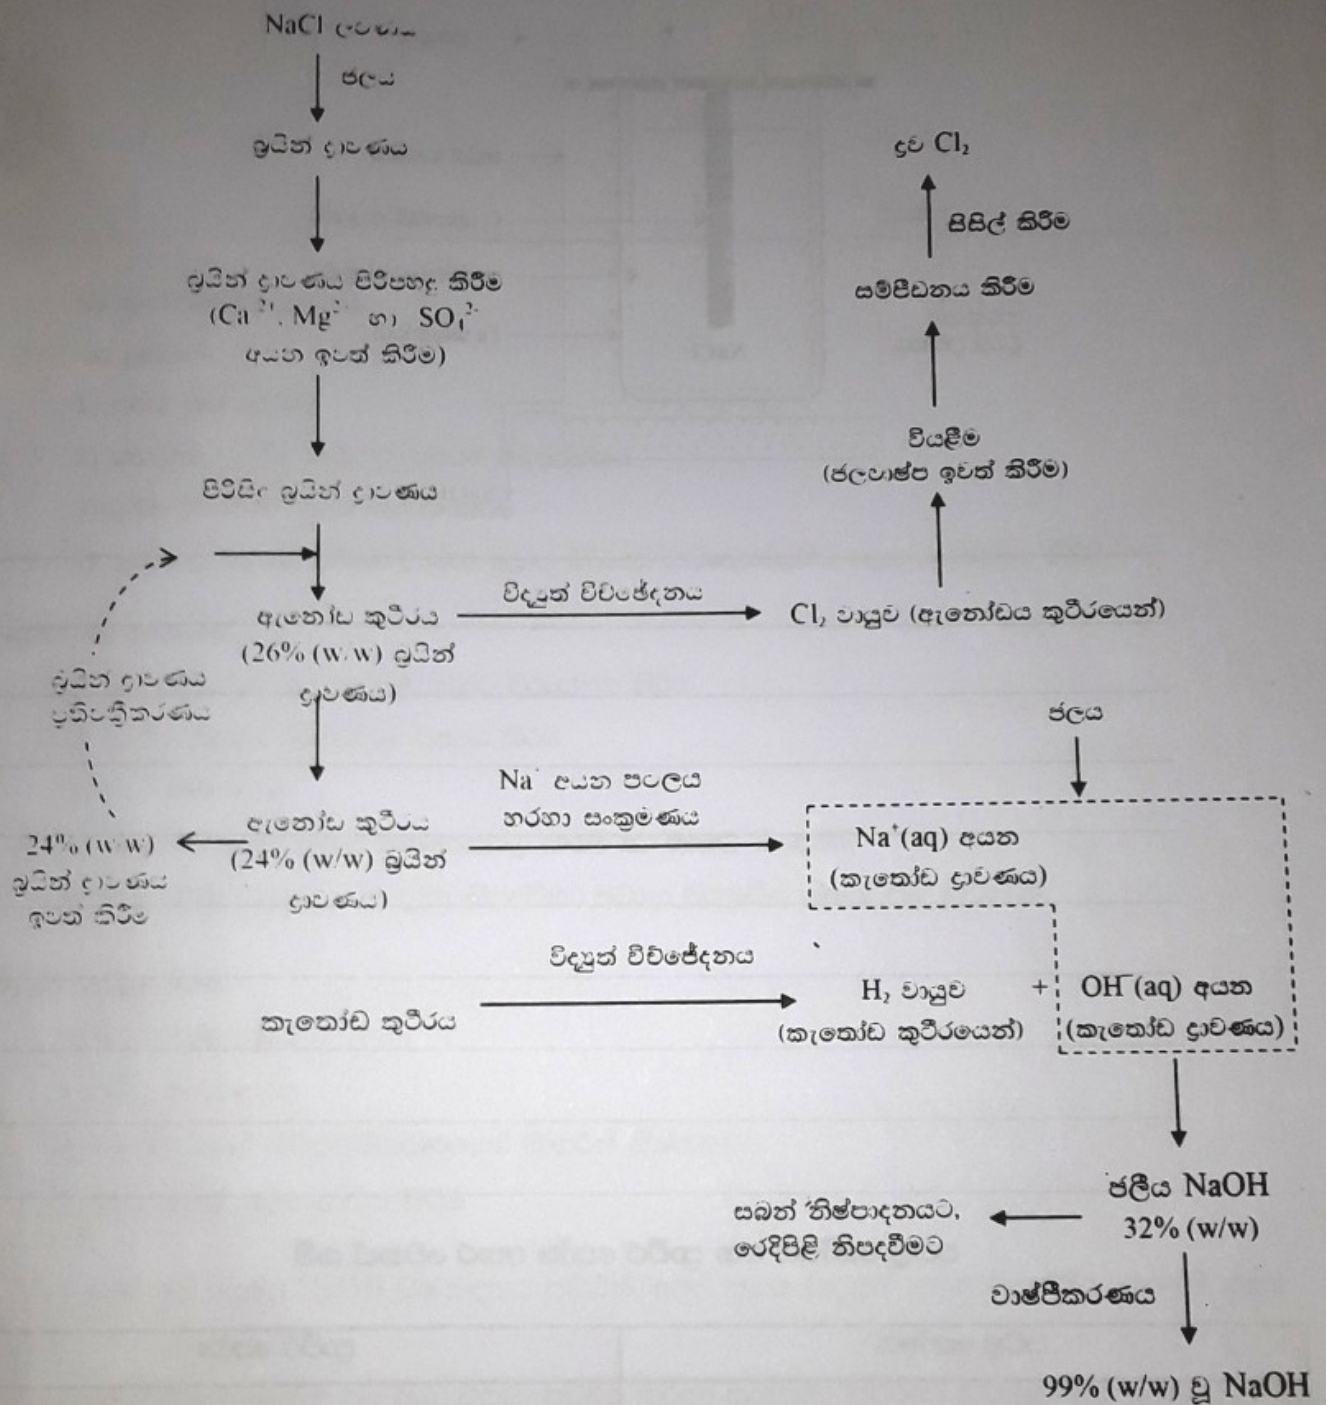 NaCl ලවණය
ජලය
බ්‍රයින් ද්‍රාවණය
බ්‍රයින් ද්‍රාවණය පිරිපහදු කිරීම
(Ca²⁺, Mg²⁺ හා SO₄²⁻
අයන ඉවත් කිරීම)
පිරිසිදු බ්‍රයින් ද්‍රාවණය
ඇනෝඩ කුටීරය
(26% (w/w) බ්‍රයින්
ද්‍රාවණය)
විද්‍යුත් විච්ඡේදනය
Cl₂ වායුව (ඇනෝඩය කුටීරයෙන්)
වියළීම
(ජලවාෂ්ප ඉවත් කිරීම)
සම්පීඩනය කිරීම
සිසිල් කිරීම
ද්‍රව Cl₂
බ්‍රයින් ද්‍රාවණය
ප්‍රතිචක්‍රීකරණය
24% (w/w)
බ්‍රයින් ද්‍රාවණය
ඉවත් කිරීම
ඇනෝඩ කුටීරය
(24% (w/w) බ්‍රයින්
ද්‍රාවණය)
Na⁺ අයන පටලය
හරහා සංක්‍රමණය
ජලය
Na⁺(aq) අයන
(කැතෝඩ ද්‍රාවණය)
කැතෝඩ කුටීරය
විද්‍යුත් විච්ඡේදනය
H₂ වායුව
(කැතෝඩ කුටීරයෙන්)
+
OH⁻(aq) අයන
(කැතෝඩ ද්‍රාවණය)
ජලීය NaOH
32% (w/w)
සබන් නිෂ්පාදනයට,
රෙදිපිළි නිපදවීමට
වාෂ්පීකරණය
99% (w/w) වූ NaOH